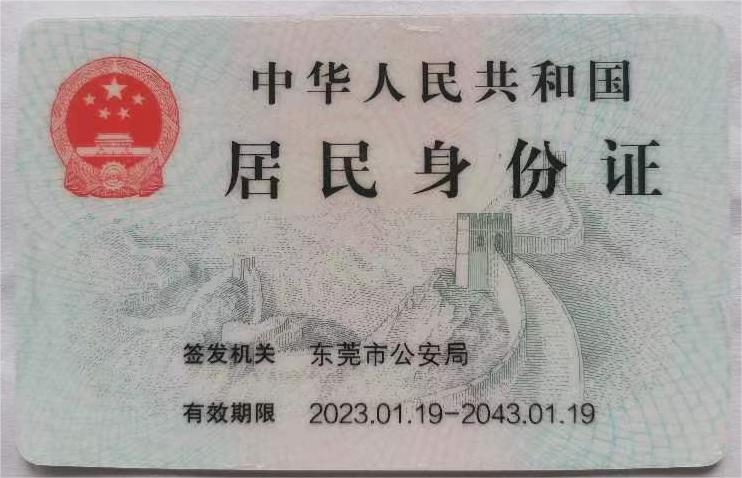 中华人民共和国
居民身份证
签发机关 东莞市公安局
有效期限 2023.01.19-2043.01.19